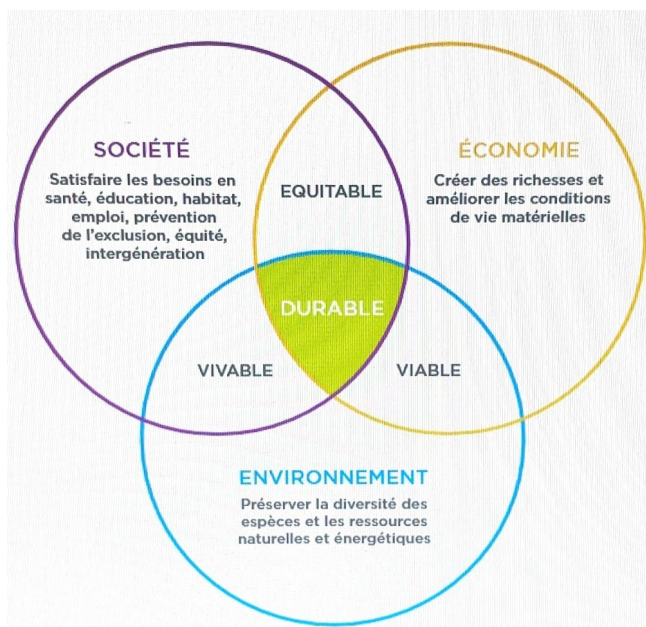 SOCIÉTÉ
Satisfaire les besoins en
santé, éducation, habitat,
emploi, prévention
de l'exclusion, équité,
intergénération
EQUITABLE
ÉCONOMIE
Créer des richesses et
améliorer les conditions
de vie matérielles
DURABLE
VIVABLE
VIABLE
ENVIRONNEMENT
Préserver la diversité des
espèces et les ressources
naturelles et énergétiques